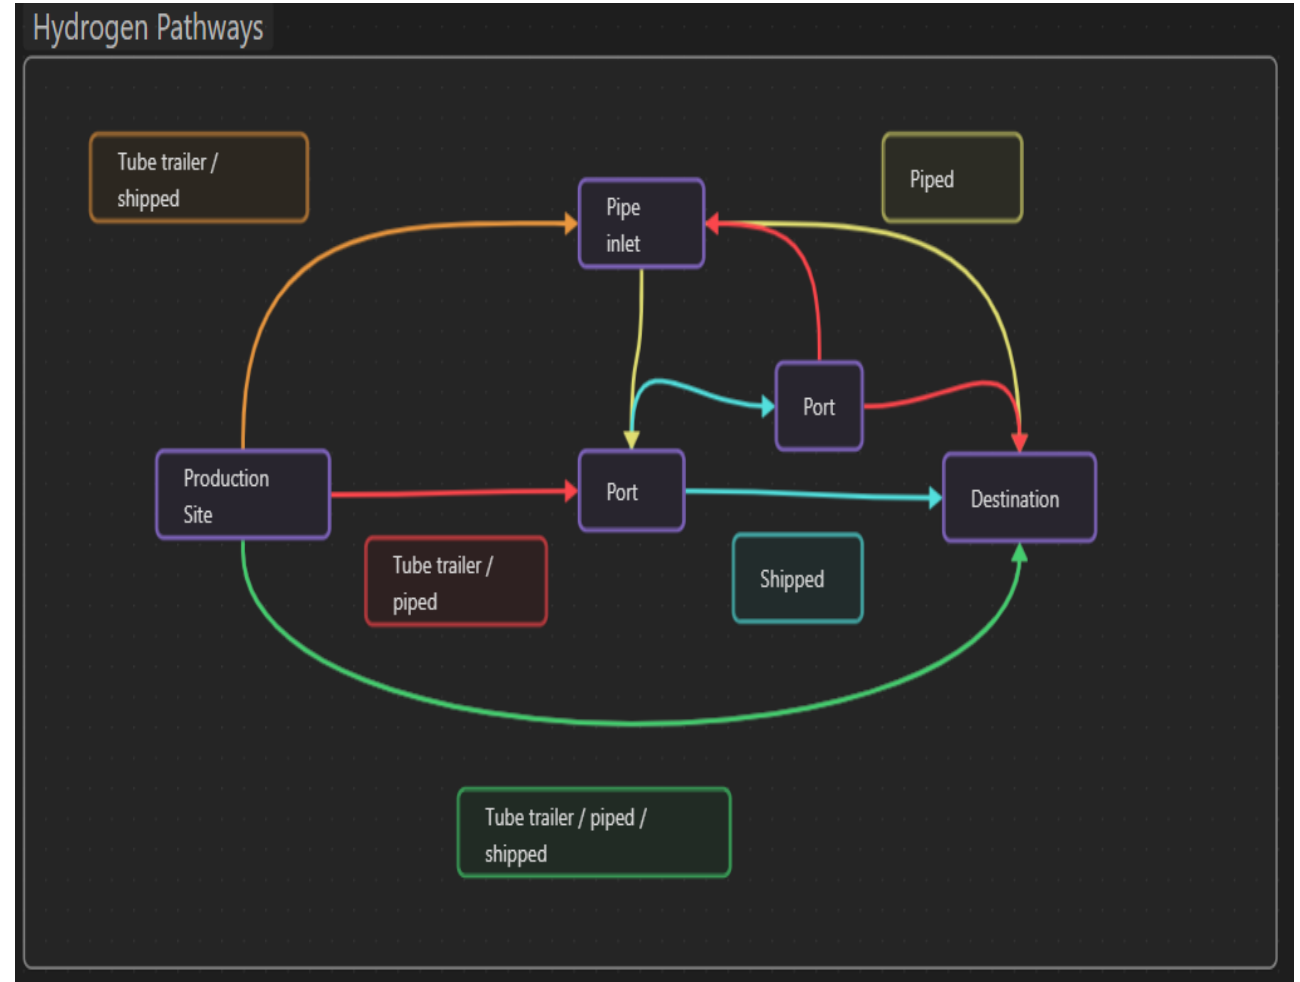 Hydrogen Pathways
Tube trailer /
shipped
Piped
Pipe
inlet
Port
Production
Site
Port
Destination
Tube trailer /
piped
Shipped
Tube trailer / piped /
shipped